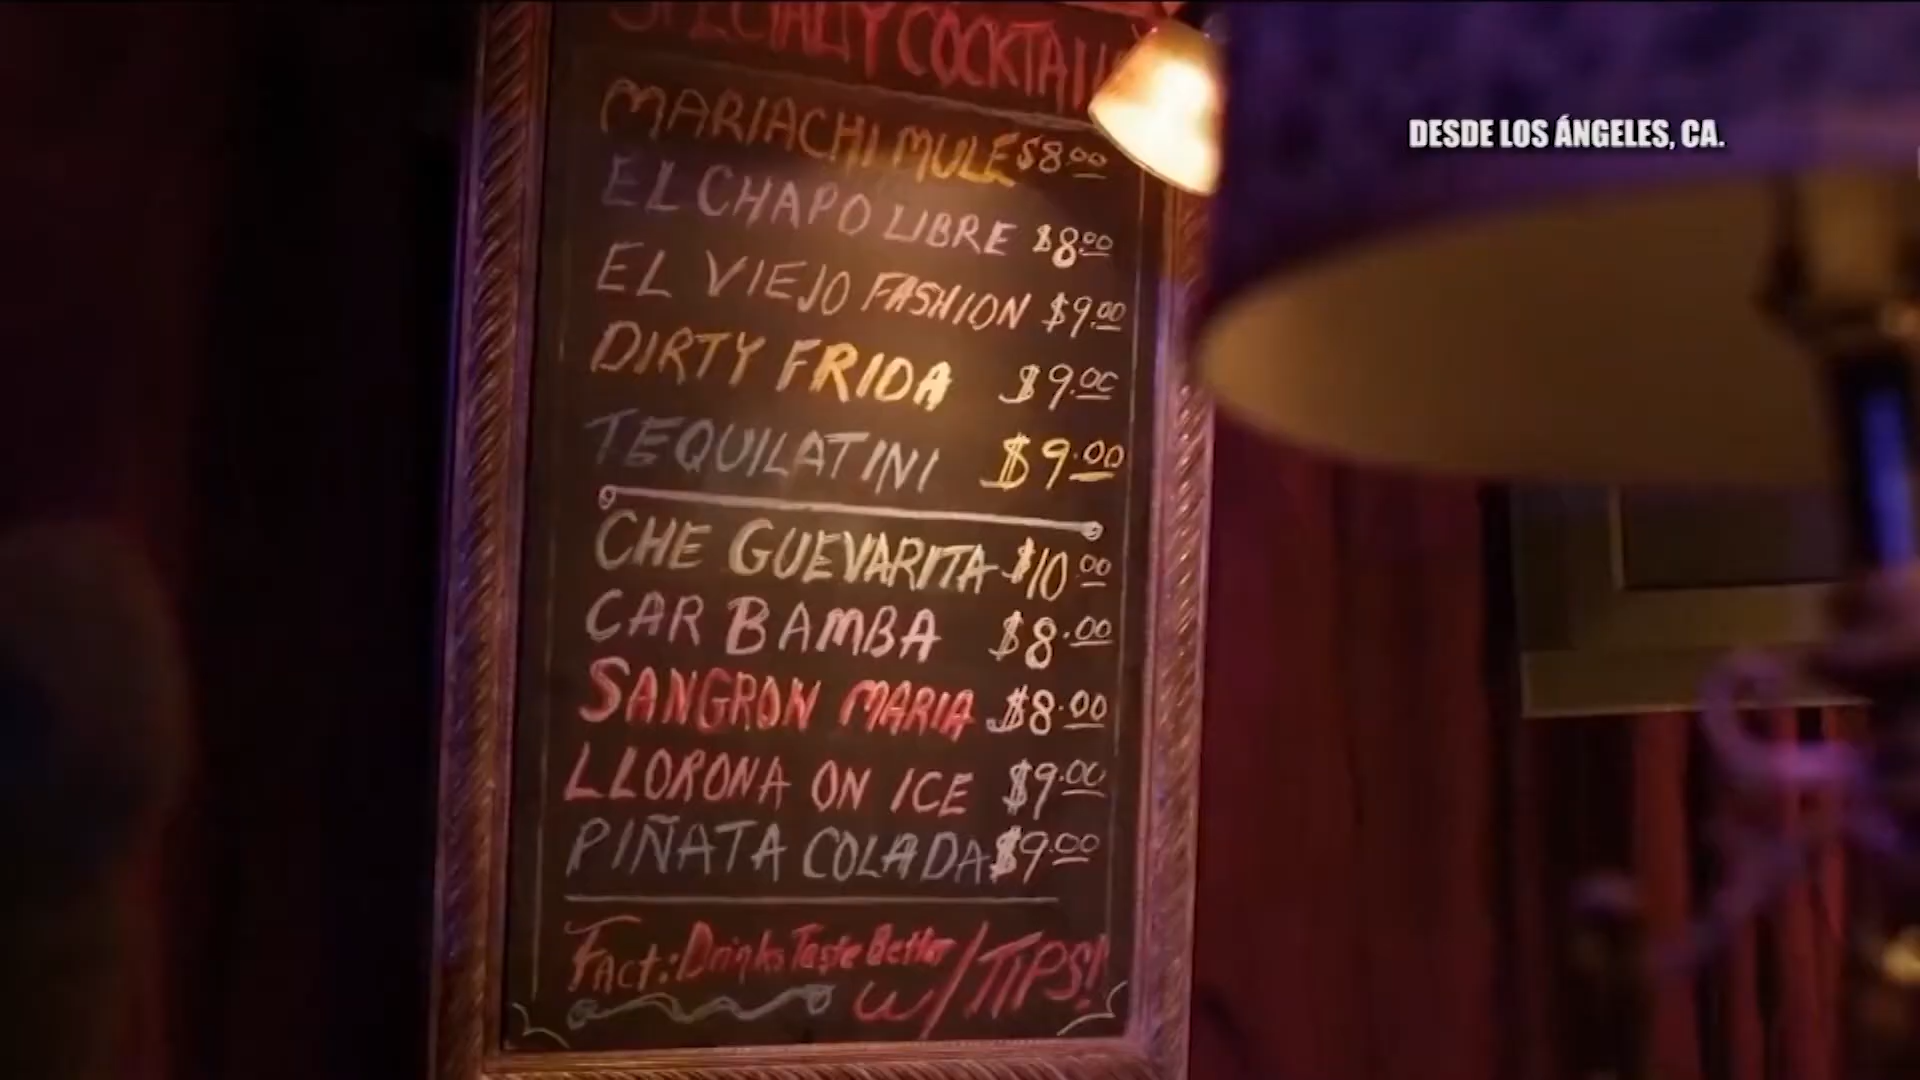 SPECIALTY COCKTAILS
MARIACHI MULE $8.00
EL CHAPO LIBRE $8.00
EL VIEJO FASHION $9.00
DIRTY FRIDA $9.00
TEQUILATINI $9.00
CHE GUEVARITA $10.00
CAR BAMBA $8.00
SANGRON MARIA $8.00
LLORONA ON ICE $9.00
PIÑATA COLADA $9.00
Fact: Drinks Taste Better
w/ TIPS!
DESDE LOS ÁNGELES, CA.